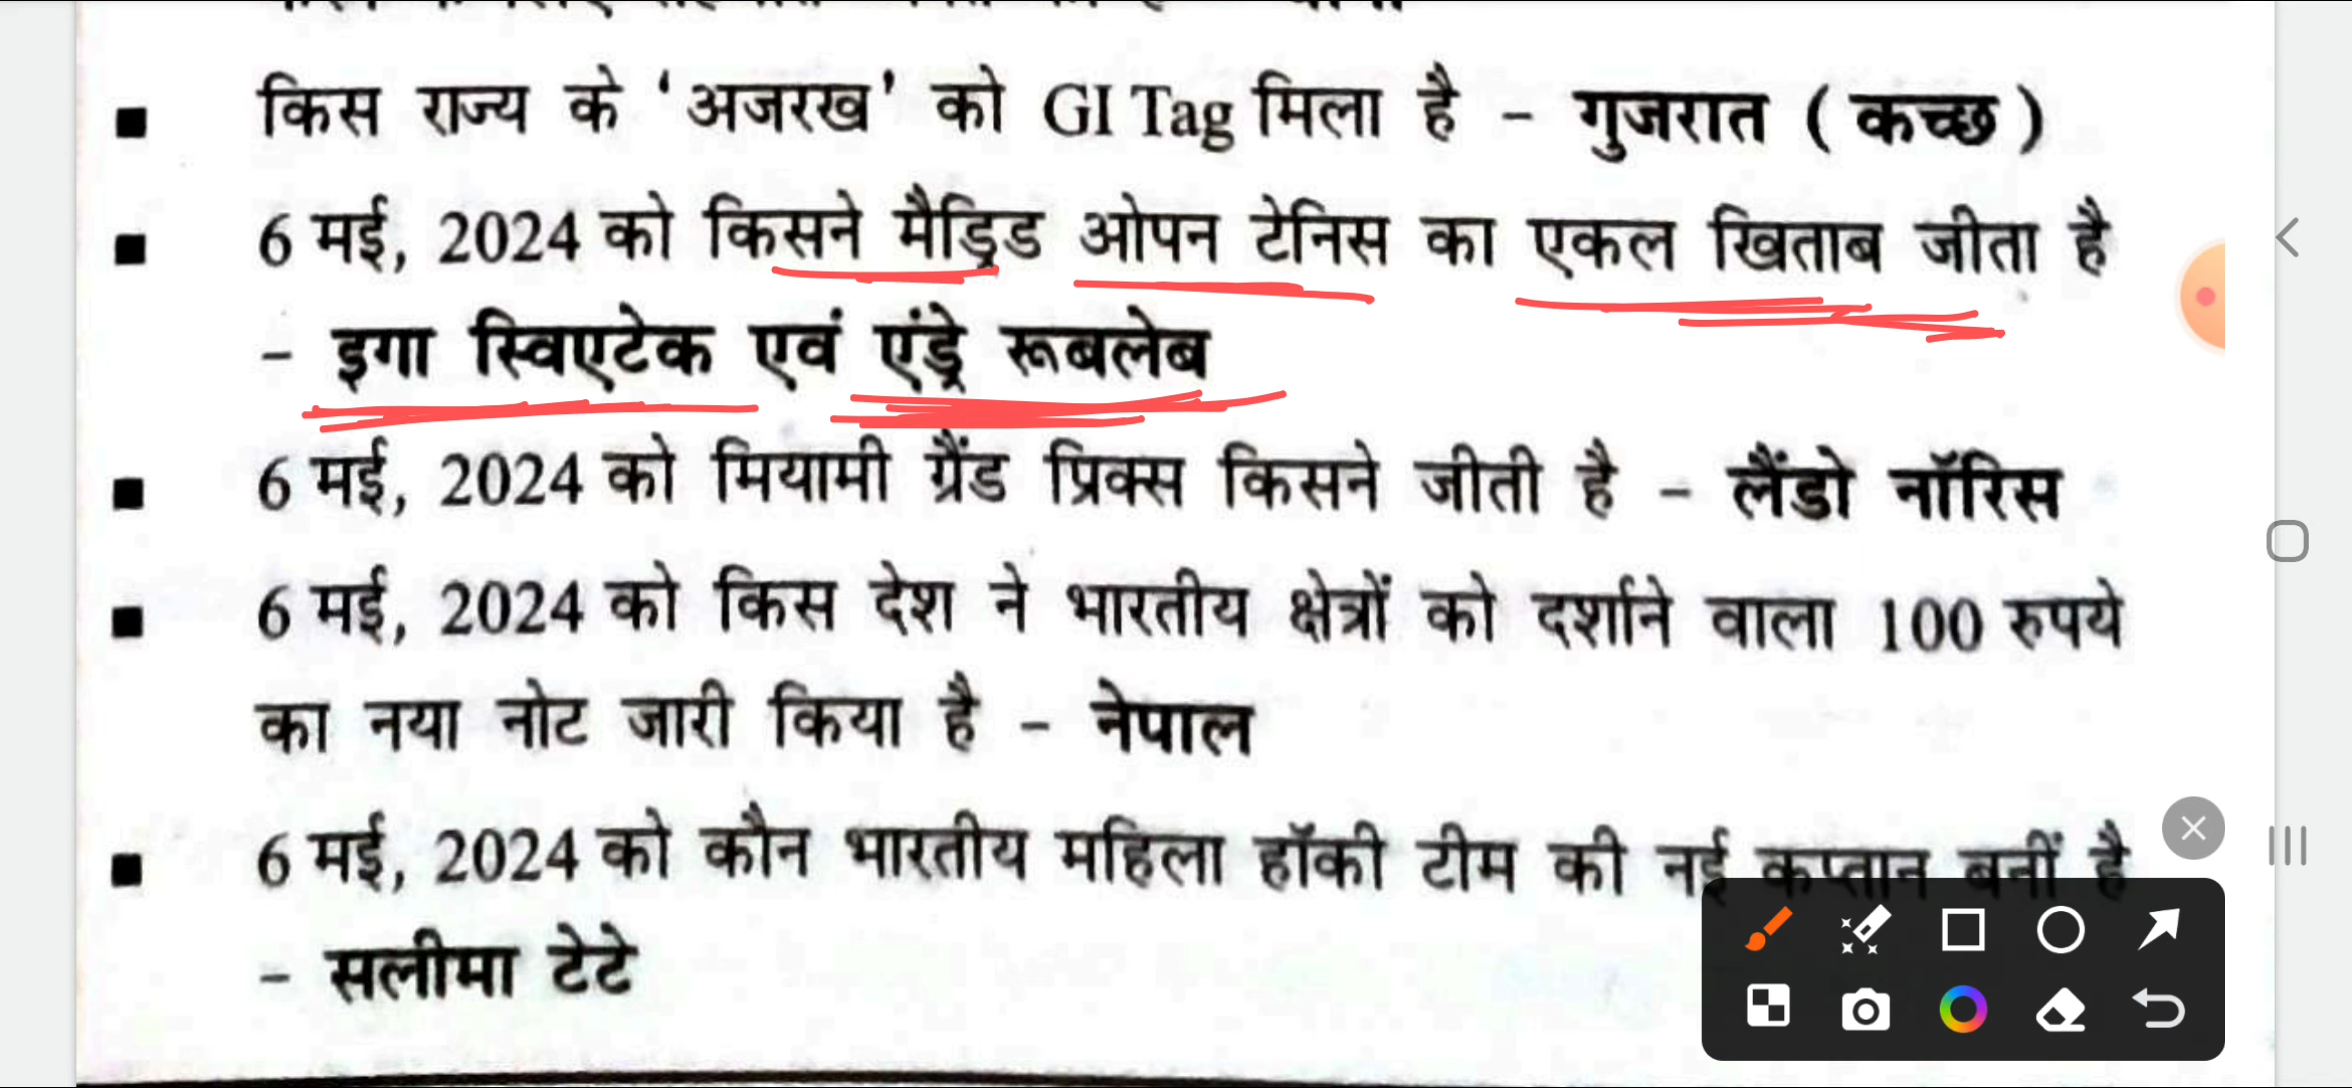 किस राज्य के ‘अजरख’ को GI Tag मिला है – गुजरात (कच्छ)
6 मई, 2024 को किसने मैड्रिड ओपन टेनिस का एकल खिताब जीता है
– इगा स्विएटेक एवं एंड्रे रूबलेब
6 मई, 2024 को मियामी ग्रैंड प्रिक्स किसने जीती है – लैंडो नॉरिस
6 मई, 2024 को किस देश ने भारतीय क्षेत्रों को दर्शाने वाला 100 रुपये
का नया नोट जारी किया है – नेपाल
6 मई, 2024 को कौन भारतीय महिला हॉकी टीम की नई कप्तान बनीं है
– सलीमा टेटे